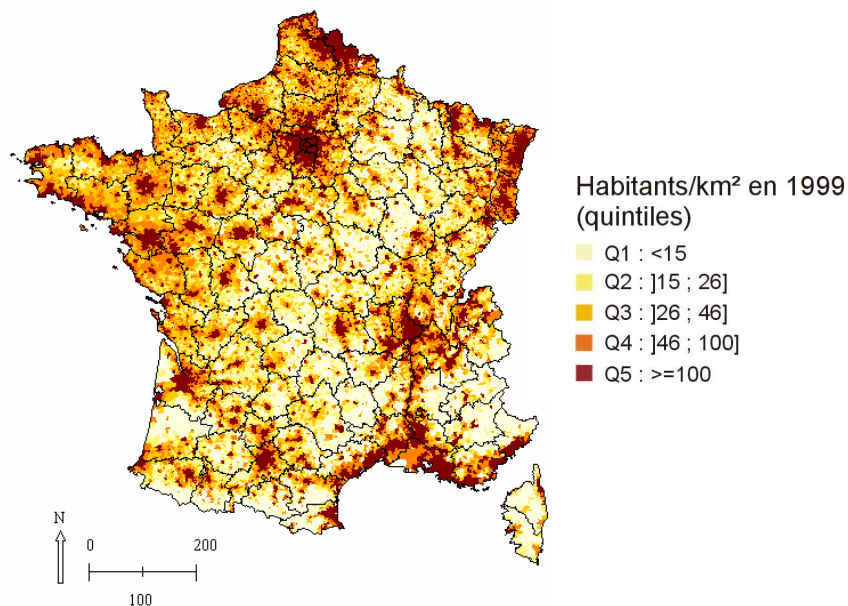 Habitants/km² en 1999
(quintiles)
Q1 : <15
Q2 : ]15 ; 26]
Q3 : ]26 ; 46]
Q4 : ]46 ; 100]
Q5 : >=100
N
0 200
100